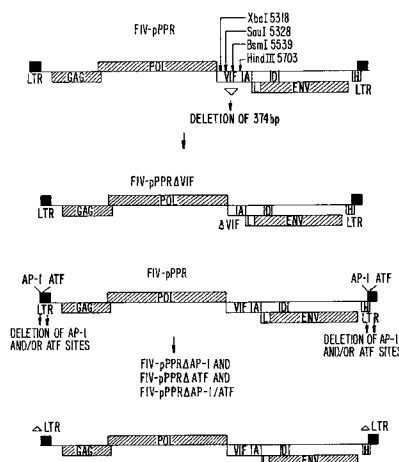 FIV-pPPR
XbaI 5318
SauI 5328
BsmI 5539
HindIII 5703
LTR
GAG
POL
VIF
A
D
H
L
ENV
LTR
DELETION OF 374bp
FIV-pPPRΔVIF
LTR
GAG
POL
ΔVIF
A
D
H
L
ENV
LTR
FIV-pPPR
AP-1 ATF
AP-1 ATF
LTR
GAG
POL
VIF
A
D
H
L
ENV
LTR
DELETION OF AP-1
AND/OR ATF SITES
DELETION OF AP-1
AND/OR ATF SITES
FIV-pPPRΔAP-1 AND
FIV-pPPRΔATF AND
FIV-pPPRΔAP-1/ATF
Δ LTR
Δ LTR
GAG
POL
VIF
A
D
H
L
ENV